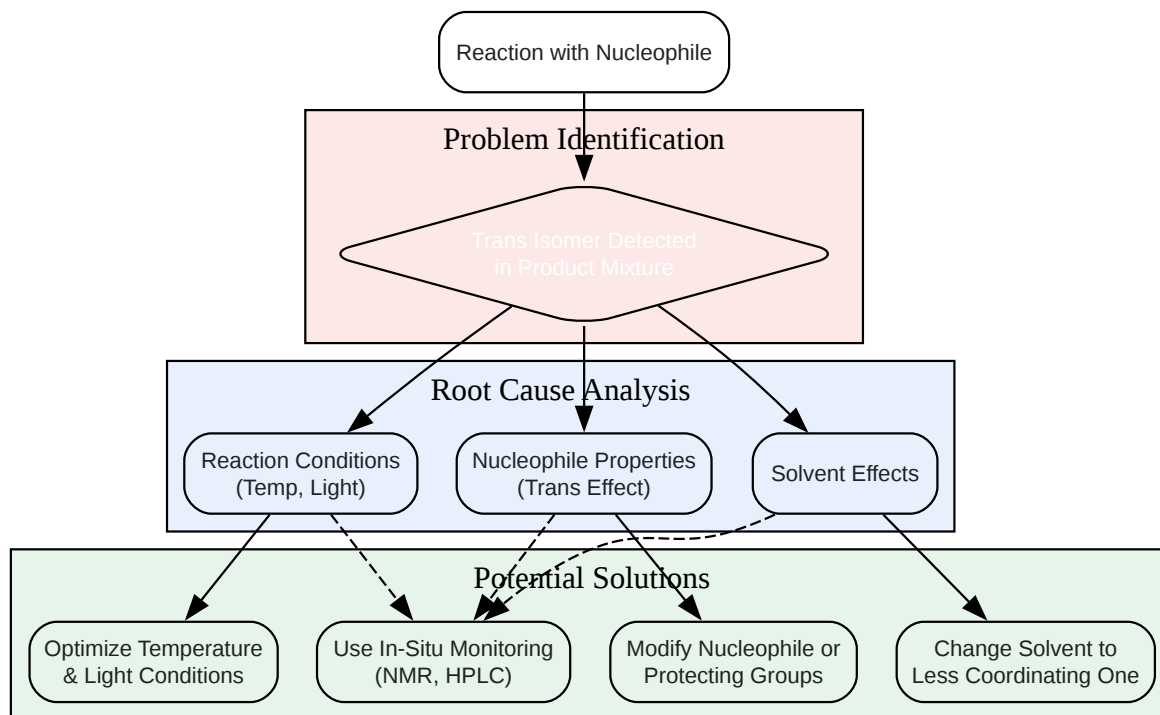 Reaction with Nucleophile
Problem Identification
Trans Isomer Detected
in Product Mixture
Root Cause Analysis
Reaction Conditions
(Temp, Light)
Nucleophile Properties
(Trans Effect)
Solvent Effects
Potential Solutions
Optimize Temperature
& Light Conditions
Use In-Situ Monitoring
(NMR, HPLC)
Modify Nucleophile or
Protecting Groups
Change Solvent to
Less Coordinating One